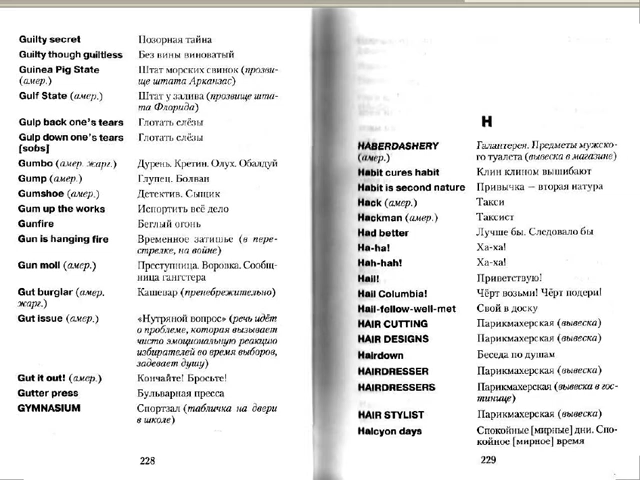 Guilty secret Позорная тайна
Guilty though guiltless Без вины виноватый
Guinea Pig State Штат морских свинок (прозви-
(амер.) ще штата Арканзас)
Gulf State (амер.) Штат у залива (прозвище шта-
та Флорида)
Gulp back one's tears Глотать слёзы
Gulp down one's tears Глотать слёзы
[sobs]
Gumbo (амер. жарг.) Дурень. Кретин. Олух. Обалдуй
Gump (амер.) Глупец. Болван
Gumshoe (амер.) Детектив. Сыщик
Gum up the works Испортить всё дело
Gunfire Беглый огонь
Gun is hanging fire Временное затишье (в пере-
стрелке, на войне)
Gun moll (амер.) Преступница. Воровка. Сообщ-
ница гангстера
Gut burglar (амер. Кашевар (пренебрежительно)
жарг.)
Gut issue (амер.) «Нутряной вопрос» (речь идёт
о проблеме, которая вызывает
чисто эмоциональную реакцию
избирателей во время выборов,
задевает душу)
Gut it out! (амер.) Кончайте! Бросьте!
Gutter press Бульварная пресса
GYMNASIUM Спортзал (табличка на двери
в школе)
228
H
HABERDASHERY Галантерея. Предметы мужско-
(амер.) го туалета (вывеска в магазине)
Habit cures habit Клин клином вышибают
Habit is second nature Привычка — вторая натура
Hack (амер.) Такси
Hackman (амер.) Таксист
Had better Лучше бы. Следовало бы
Ha-ha! Ха-ха!
Hah-hah! Ха-ха!
Hail! Приветствую!
Hail Columbia! Чёрт возьми! Чёрт подери!
Hail-fellow-well-met Свой в доску
HAIR CUTTING Парикмахерская (вывеска)
HAIR DESIGNS Парикмахерская (вывеска)
Hairdown Беседа по душам
HAIRDRESSER Парикмахерская (вывеска)
HAIRDRESSERS Парикмахерская (вывеска в гос-
тинице)
HAIR STYLIST Парикмахерская (вывеска)
Halcyon days Спокойные [мирные] дни. Спо-
койное [мирное] время
229